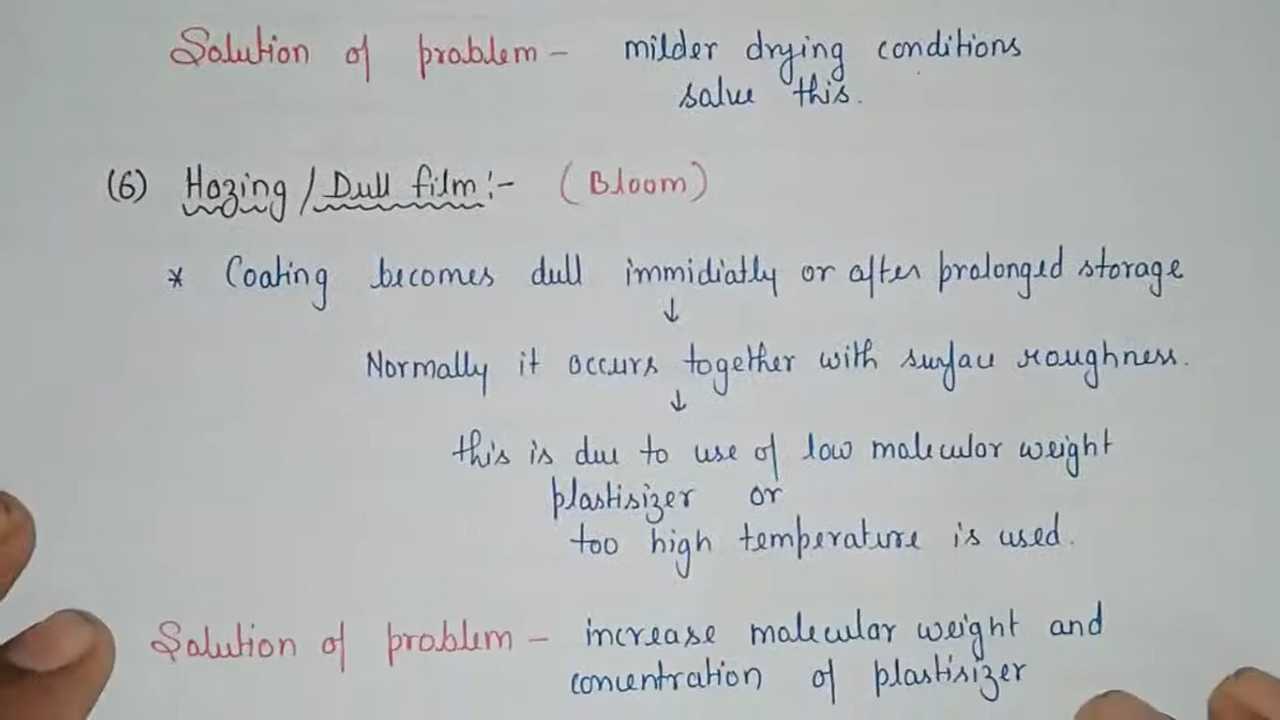 Solution of problem - milder drying conditions
salve this.
(6) Hazing / Dull film :- (Bloom)
* Coating becomes dull immidiatly or after prolonged storage
↓
Normally it occurs together with surface roughness.
↓
this is due to use of low molecular weight
plastisizer or
too high temperature is used.
Solution of problem - increase molecular weight and
concentration of plastisizer